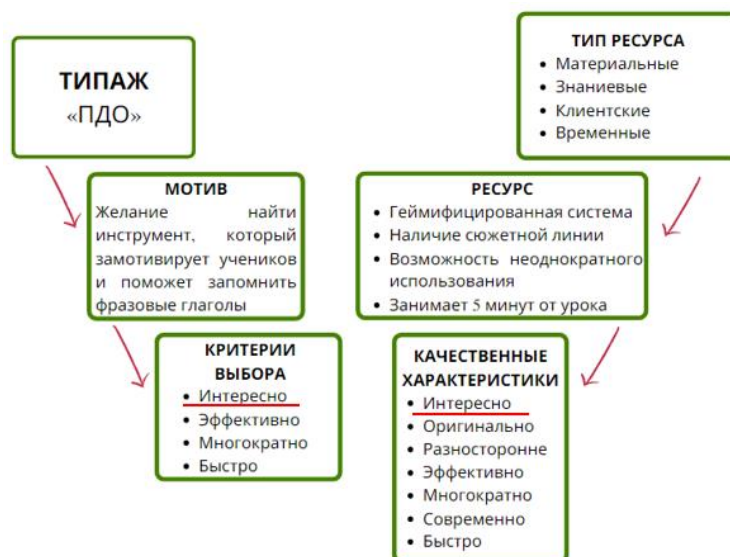 ТИПАЖ
«ПДО»
ТИП РЕСУРСА
• Материальные
• Знаниевые
• Клиентские
• Временные
МОТИВ
Желание найти
инструмент, который
замотивирует учеников
и поможет запомнить
фразовые глаголы
РЕСУРС
• Геймифицированная система
• Наличие сюжетной линии
• Возможность неоднократного
использования
• Занимает 5 минут от урока
КРИТЕРИИ
ВЫБОРА
• Интересно
• Эффективно
• Многократно
• Быстро
КАЧЕСТВЕННЫЕ
ХАРАКТЕРИСТИКИ
• Интересно
• Оригинально
• Разносторонне
• Эффективно
• Многократно
• Современно
• Быстро